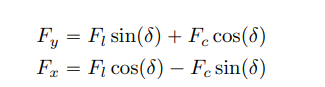 F_y = F_l sin(δ) + F_c cos(δ)
F_x = F_l cos(δ) − F_c sin(δ)